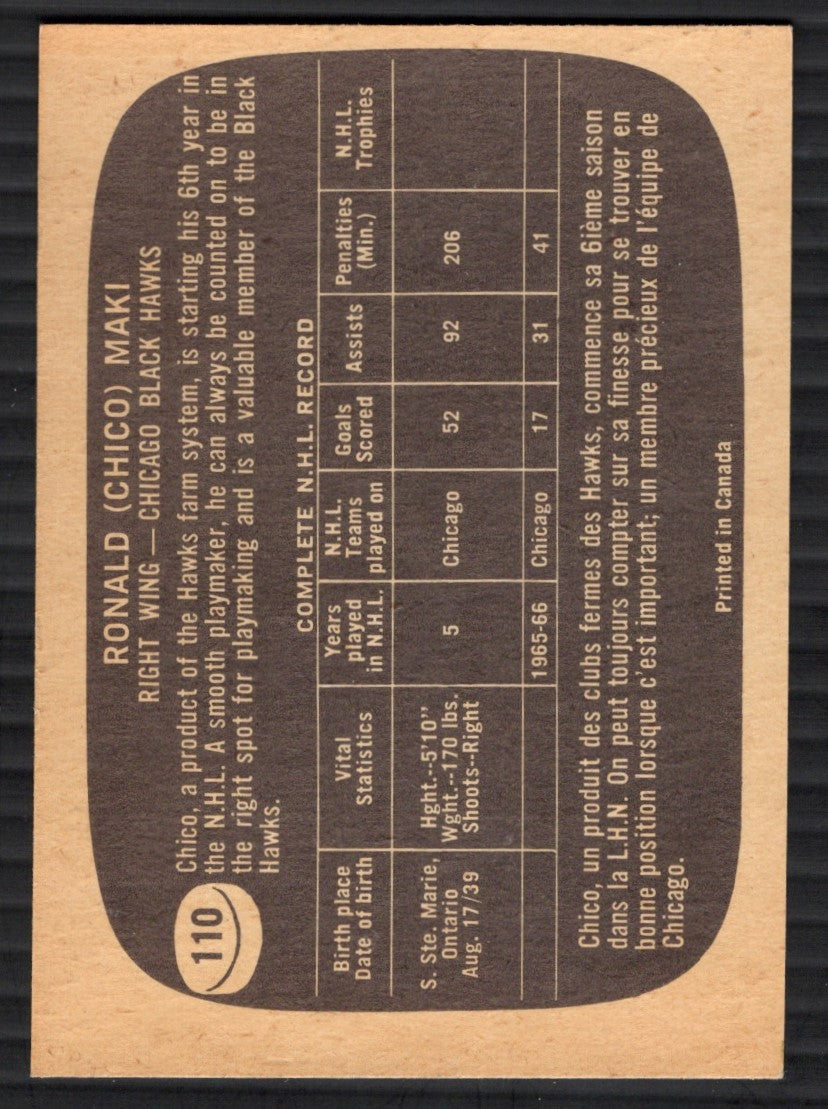 110
RONALD (CHICO) MAKI
RIGHT WING — CHICAGO BLACK HAWKS
Chico, a product of the Hawks farm system, is starting his 6th year in
the N.H.L. A smooth playmaker, he can always be counted on to be in
the right spot for playmaking and is a valuable member of the Black
Hawks.
COMPLETE N.H.L. RECORD
Birth place Vital Years N.H.L. Goals Assists Penalties N.H.L.
Date of birth Statistics played Teams Scored (Min.) Trophies
in N.H.L. played on
S. Ste. Marie, Hght.--5'10" 5 Chicago 52 92 206
Ontario Wght.--170 lbs.
Aug. 17/39 Shoots--Right
1965-66 Chicago 17 31 41
Chico, un produit des clubs fermes des Hawks, commence sa 6ième saison
dans la L.H.N. On peut toujours compter sur sa finesse pour se trouver en
bonne position lorsque c'est important; un membre précieux de l'équipe de
Chicago.
Printed in Canada